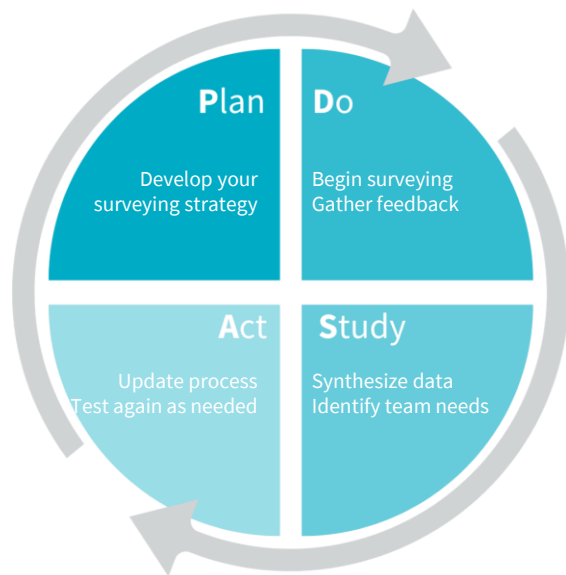 Plan
Develop your
surveying strategy
Do
Begin surveying
Gather feedback
Act
Update process
Test again as needed
Study
Synthesize data
Identify team needs